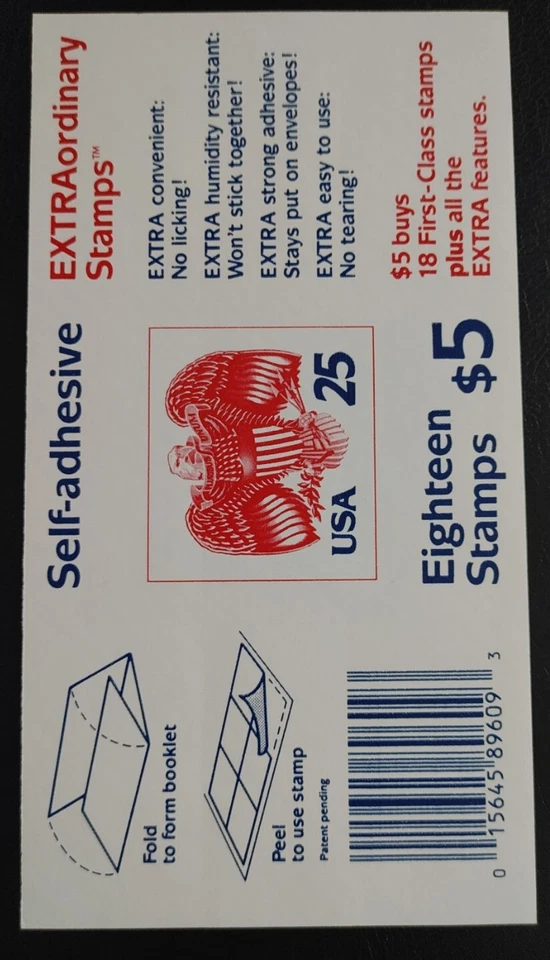 Fold
to form booklet
Peel
to use stamp
Patent pending
0 15645 89609 3
Self-adhesive
USA 25
Eighteen
Stamps $5
EXTRAordinary
Stamps™
EXTRA convenient:
No licking!
EXTRA humidity resistant:
Won't stick together!
EXTRA strong adhesive:
Stays put on envelopes!
EXTRA easy to use:
No tearing!
$5 buys
18 First-Class stamps
plus all the
EXTRA features.